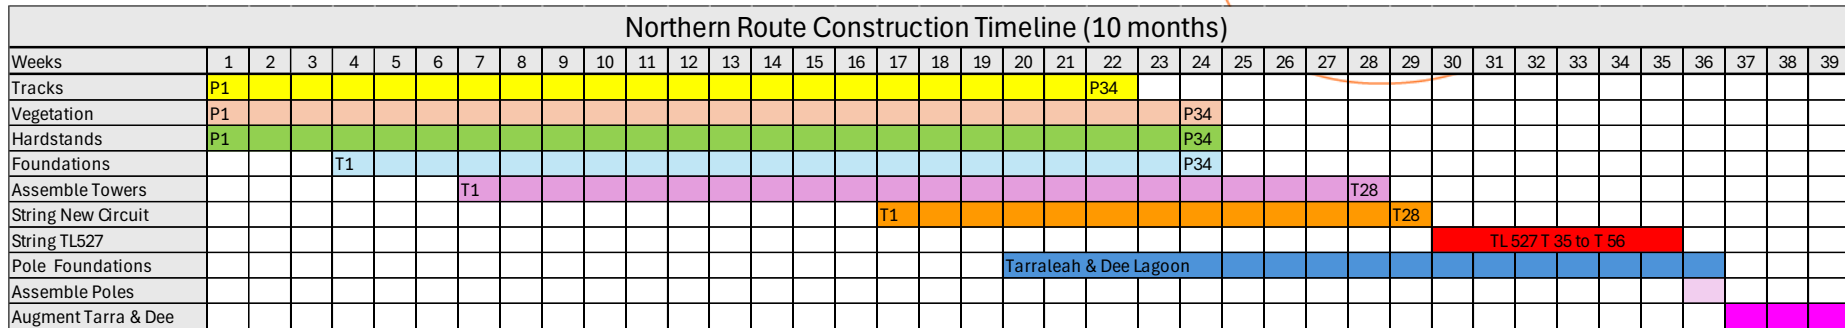 Northern Route Construction Timeline (10 months)
Weeks 1 2 3 4 5 6 7 8 9 10 11 12 13 14 15 16 17 18 19 20 21 22 23 24 25 26 27 28 29 30 31 32 33 34 35 36 37 38 39
Tracks P1 P34
Vegetation P1 P34
Hardstands P1 P34
Foundations T1 P34
Assemble Towers T1 T28
String New Circuit T1 T28
String TL527 TL 527 T 35 to T 56
Pole Foundations Tarraleah & Dee Lagoon
Assemble Poles
Augment Tarra & Dee